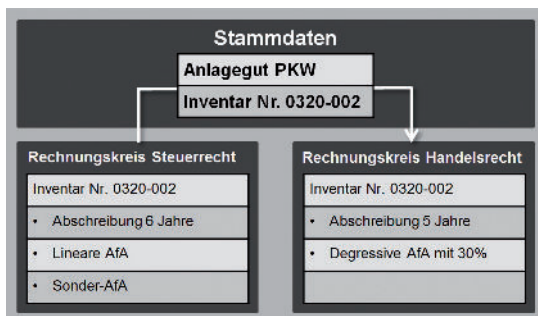 Stammdaten
Anlagegut PKW
Inventar Nr. 0320-002
Rechnungskreis Steuerrecht
Inventar Nr. 0320-002
• Abschreibung 6 Jahre
• Lineare AfA
• Sonder-AfA
Rechnungskreis Handelsrecht
Inventar Nr. 0320-002
• Abschreibung 5 Jahre
• Degressive AfA mit 30%